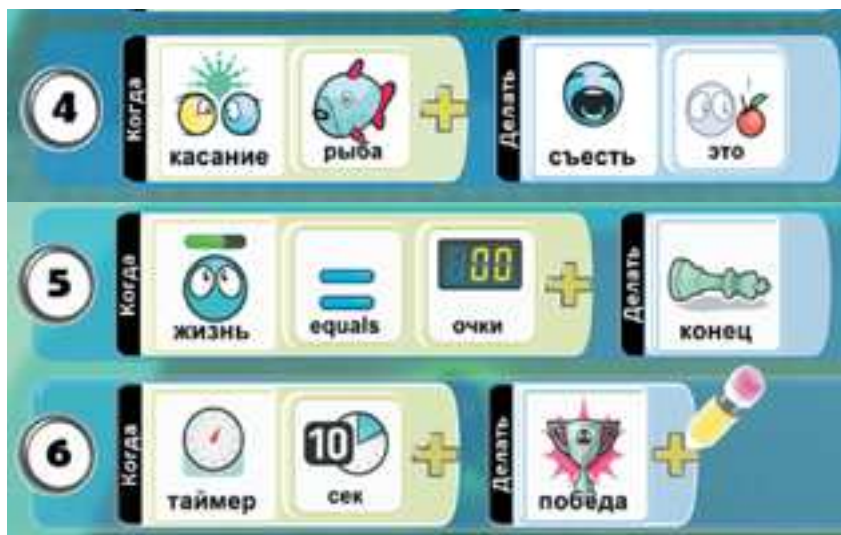 4
Когда
касание
рыба
Делать
съесть
это
5
Когда
жизнь
equals
00
очки
Делать
конец
6
Когда
таймер
10
сек
Делать
победа